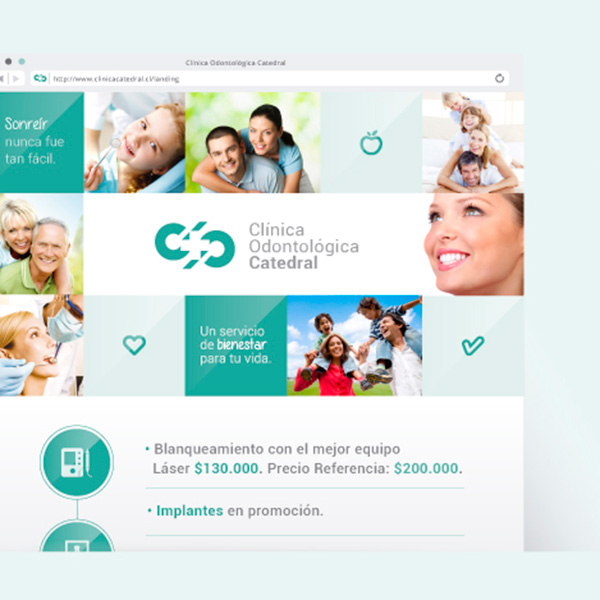 Clínica Odontológica Catedral
http://www.clinicacatedral.cl/landing
Sonreír
nunca fue
tan fácil.
Clínica
Odontológica
Catedral
Un servicio
de bienestar
para tu vida.
• Blanqueamiento con el mejor equipo
Láser $130.000. Precio Referencia: $200.000.
• Implantes en promoción.